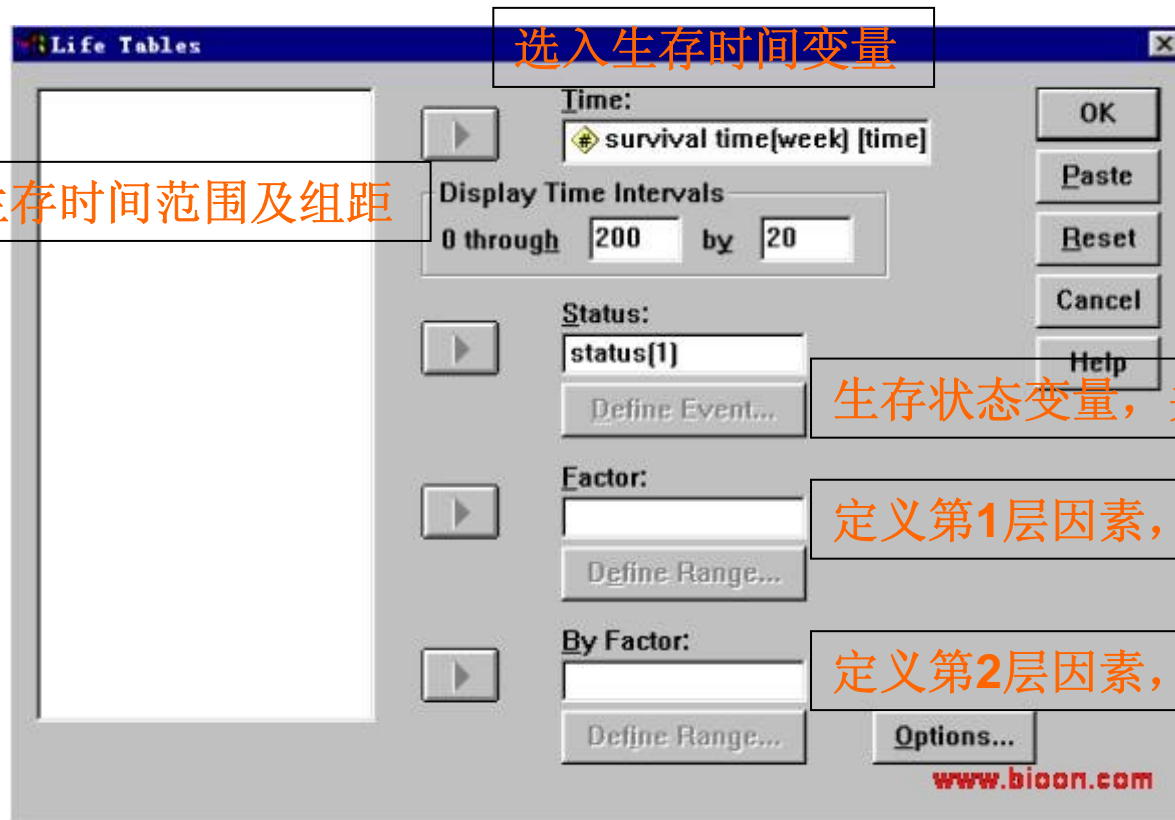 Life Tables
选入生存时间变量
Time:
survival time(week) [time]
生存时间范围及组距
Display Time Intervals
0 through 200 by 20
Status:
status(1)
Define Event...
生存状态变量，
Factor:
定义第1层因素，
Define Range...
By Factor:
定义第2层因素，
Define Range...
Options...
OK
Paste
Reset
Cancel
Help
www.bioon.com